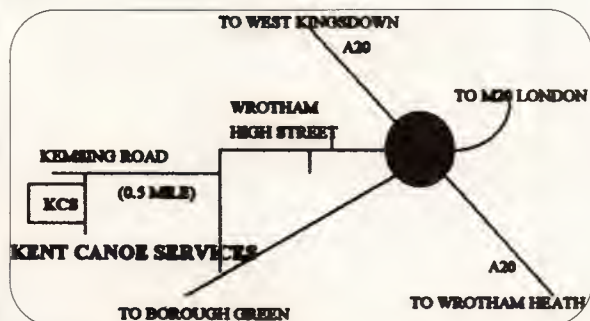 TO WEST KINGSDOWN
A20
TO M20 LONDON
WROTHAM
HIGH STREET
KEMSING ROAD
(0.5 MILE)
KCS
KENT CANOE SERVICES
A20
TO BOROUGH GREEN
TO WROTHAM HEATH